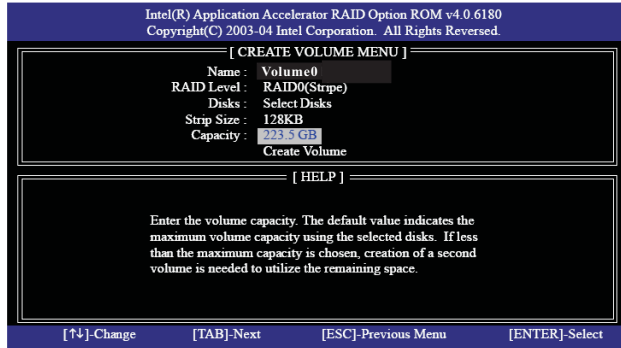 Intel(R) Application Accelerator RAID Option ROM v4.0.6180
Copyright(C) 2003-04 Intel Corporation. All Rights Reversed.
[ CREATE VOLUME MENU ]
Name : Volume0
RAID Level : RAID0(Stripe)
Disks : Select Disks
Strip Size : 128KB
Capacity : 223.5 GB
Create Volume
[ HELP ]
Enter the volume capacity. The default value indicates the
maximum volume capacity using the selected disks. If less
than the maximum capacity is chosen, creation of a second
volume is needed to utilize the remaining space.
[↑↓]-Change [TAB]-Next [ESC]-Previous Menu [ENTER]-Select